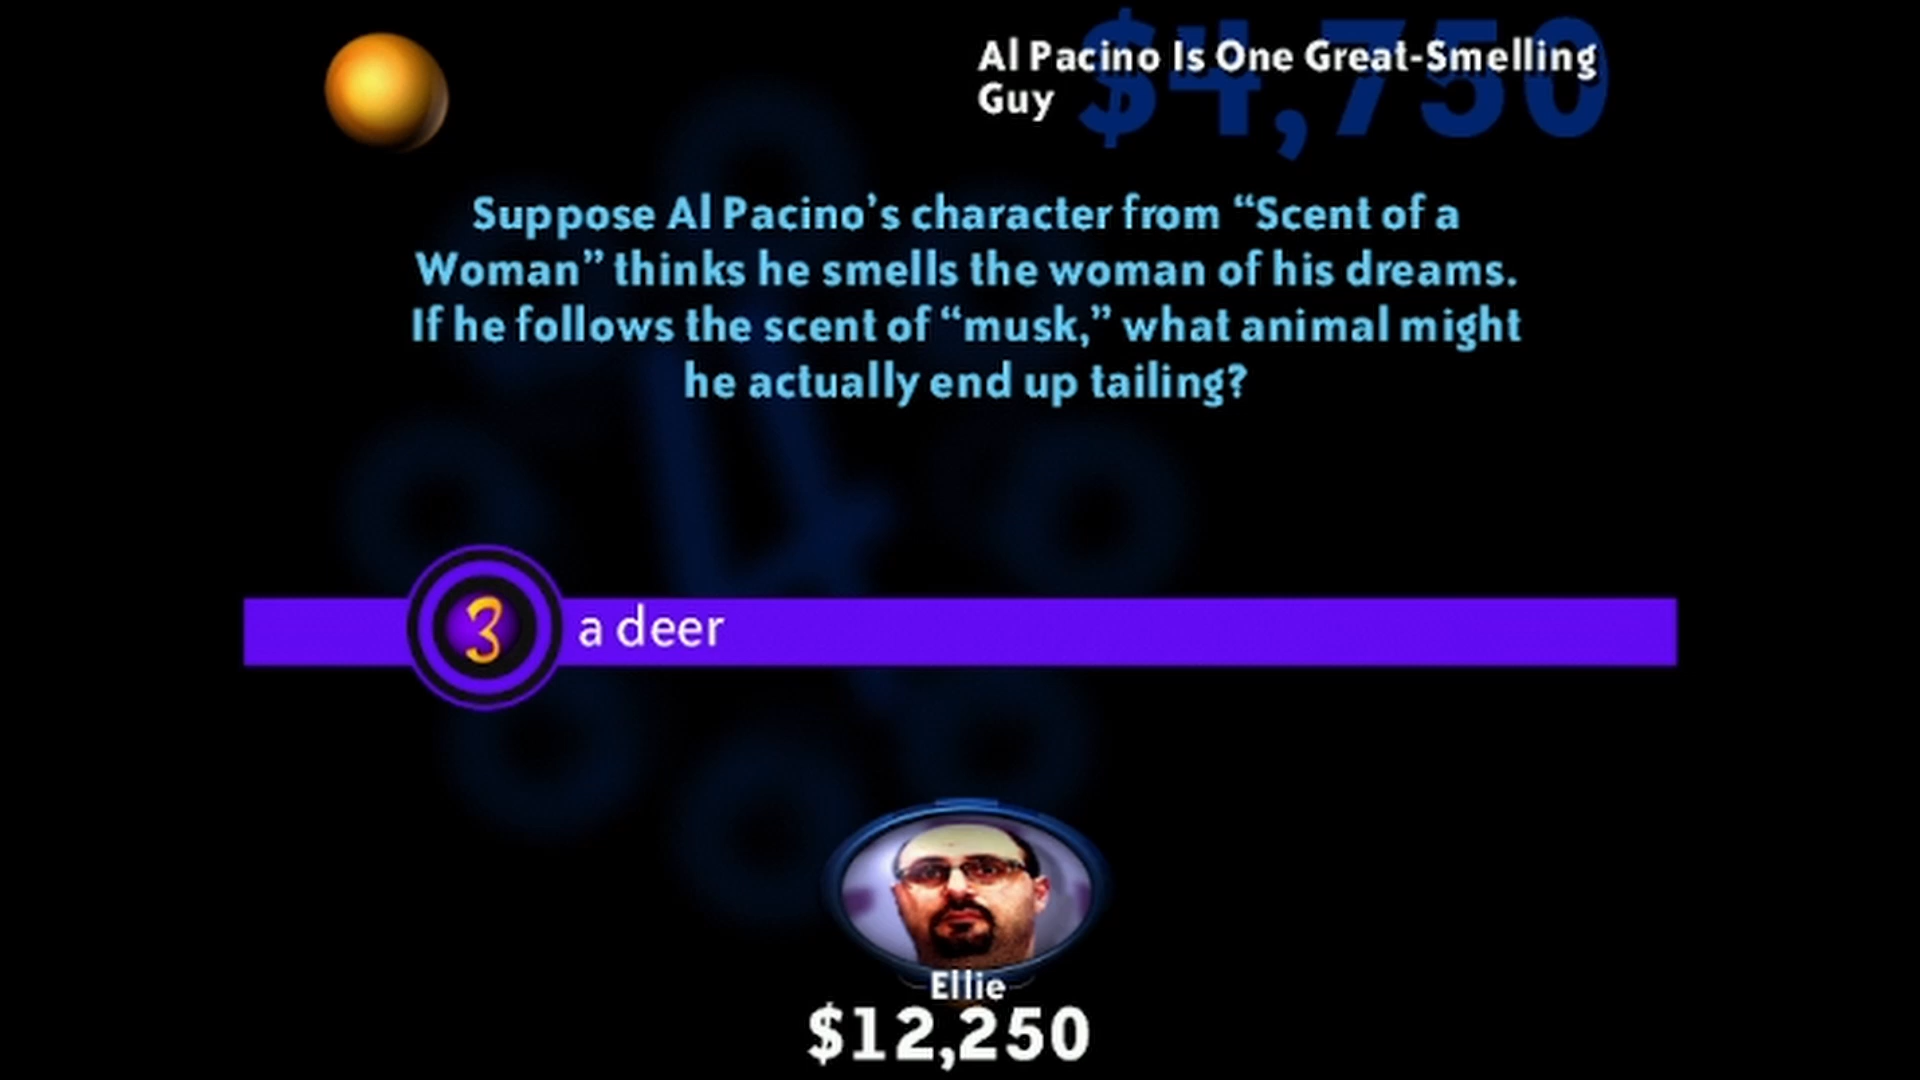 $4,750
Al Pacino Is One Great-Smelling
Guy
Suppose Al Pacino’s character from “Scent of a
Woman” thinks he smells the woman of his dreams.
If he follows the scent of “musk,” what animal might
he actually end up tailing?
3 a deer
Ellie
$12,250